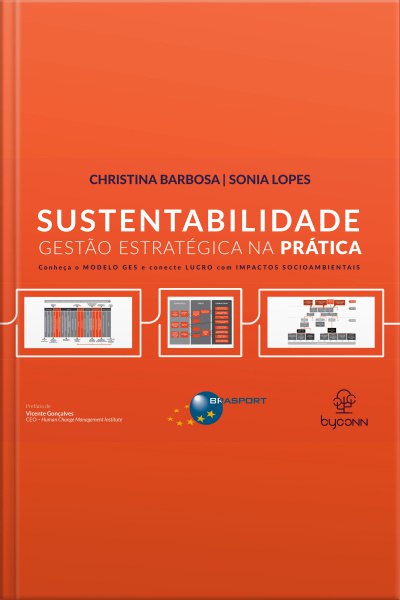 CHRISTINA BARBOSA | SONIA LOPES
SUSTENTABILIDADE
GESTÃO ESTRATÉGICA NA PRÁTICA
Conheça o MODELO GES e conecte LUCRO com IMPACTOS SOCIOAMBIENTAIS
Prefácio de
Vicente Gonçalves
CEO – Human Change Management Institute
BRASPORT
byconn